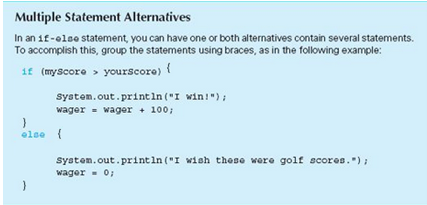 Multiple Statement Alternatives
In an if-else statement, you can have one or both alternatives contain several statements.
To accomplish this, group the statements using braces, as in the following example:
if (myScore > yourScore) {
System.out.println("I win!");
wager = wager + 100;
}
else {
System.out.println("I wish these were golf scores.");
wager = 0;
}